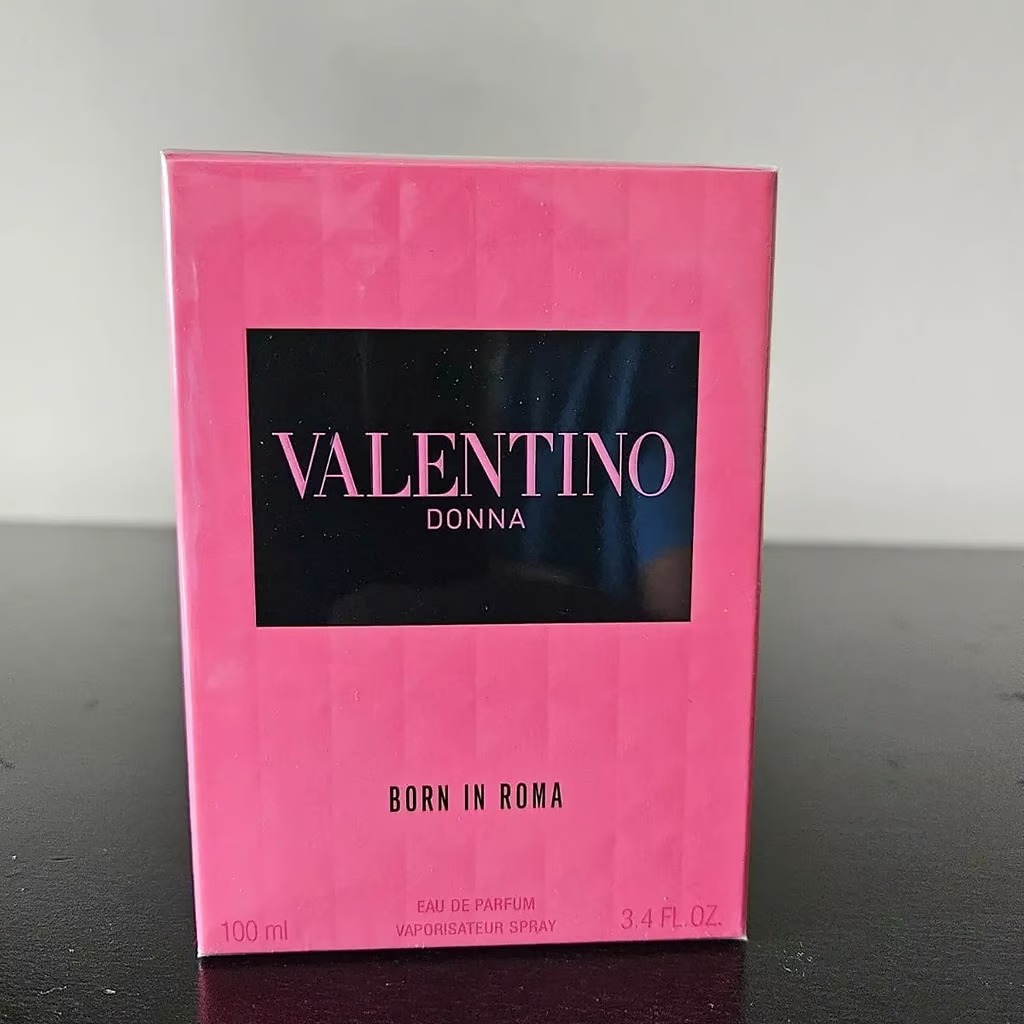 VALENTINO
DONNA
BORN IN ROMA
EAU DE PARFUM
VAPORISATEUR SPRAY
100 ml
3.4 FL.OZ.